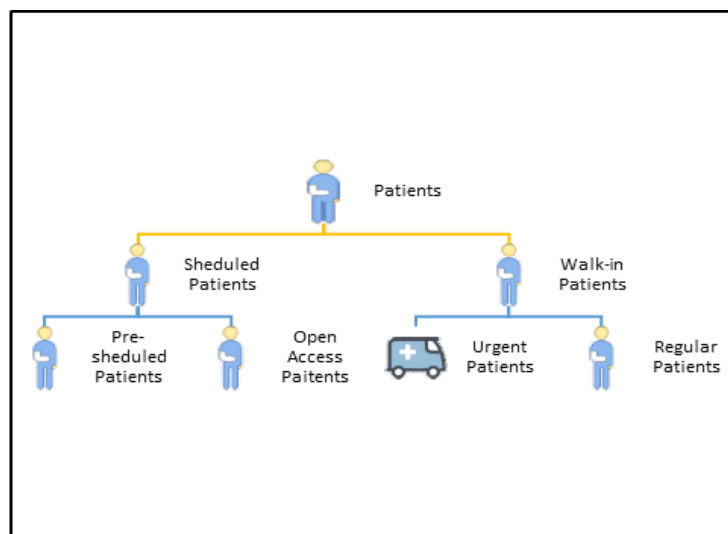 Patients
Sheduled
Patients
Walk-in
Patients
Pre-
sheduled
Patients
Open
Access
Paitents
Urgent
Patients
Regular
Patients